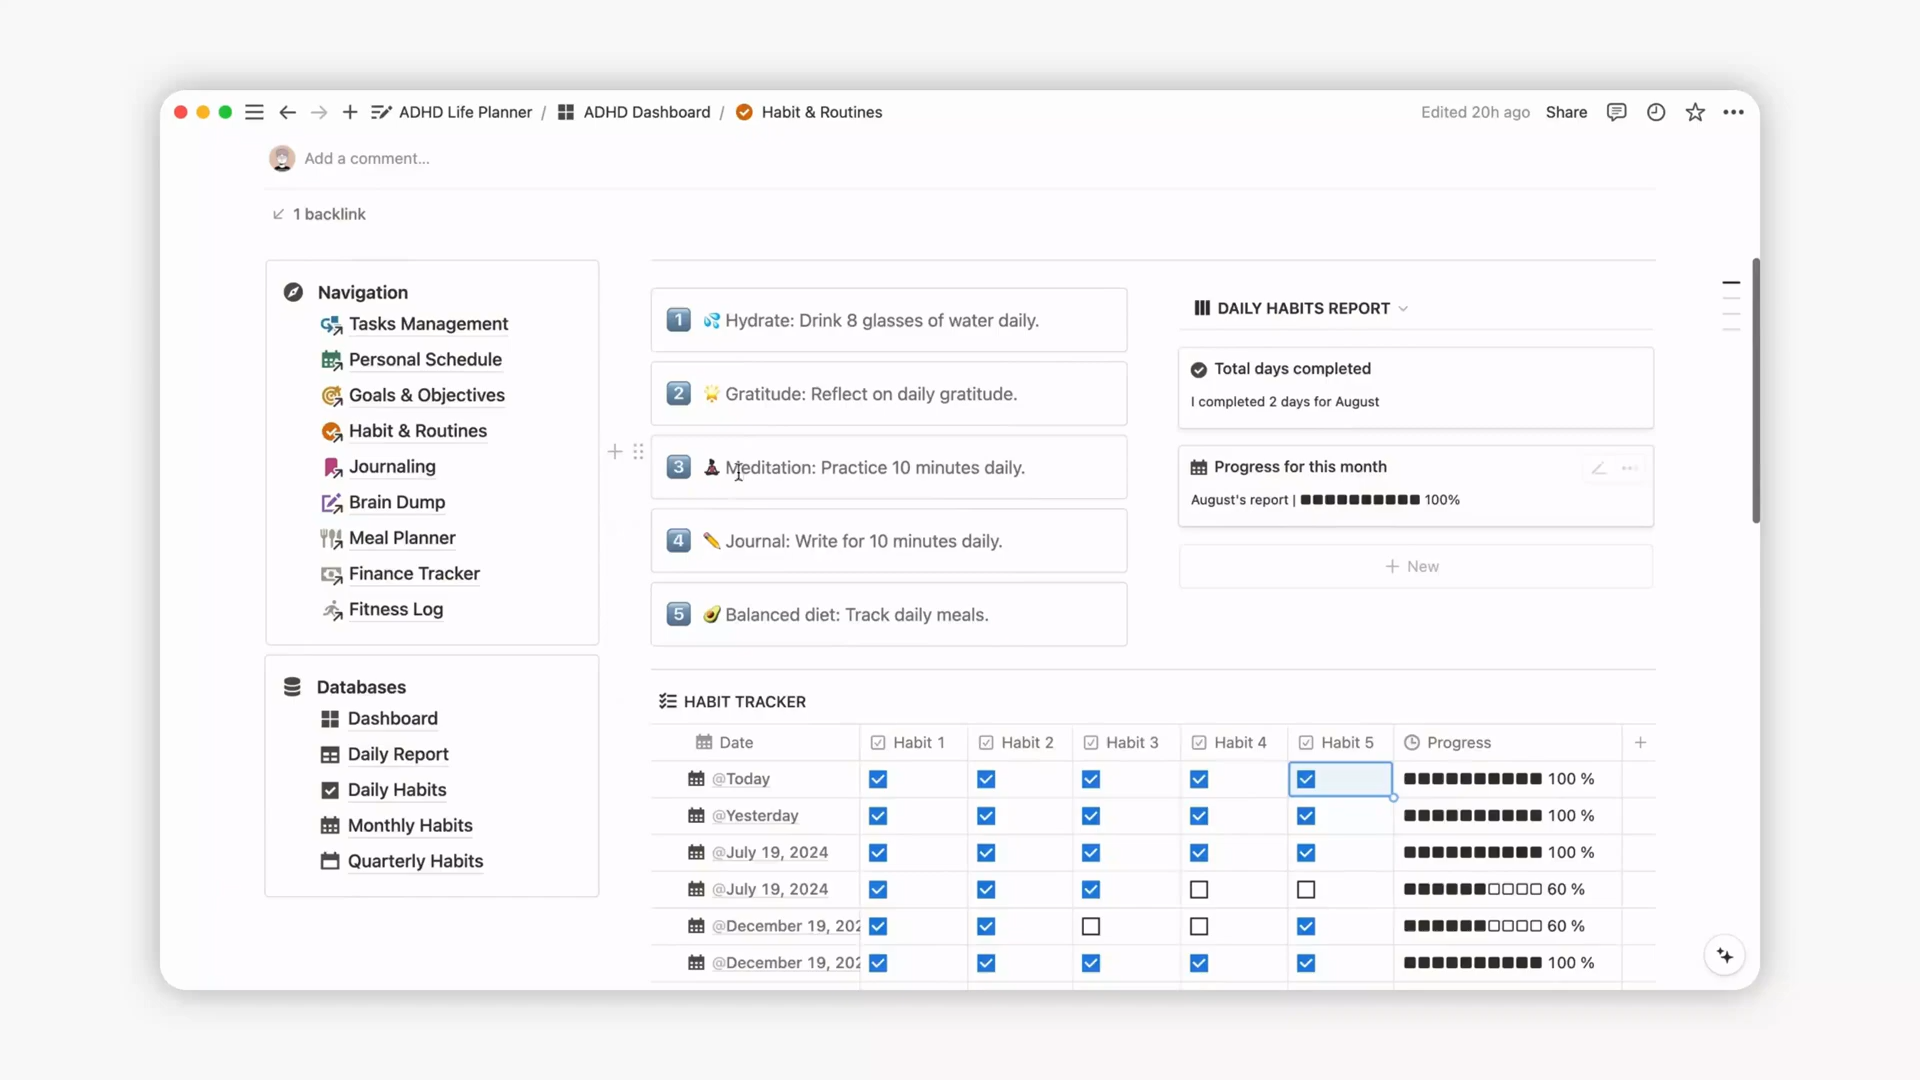 ADHD Life Planner / ADHD Dashboard / Habit & Routines
Edited 20h ago Share
Add a comment...
1 backlink
Navigation
Tasks Management
Personal Schedule
Goals & Objectives
Habit & Routines
Journaling
Brain Dump
Meal Planner
Finance Tracker
Fitness Log
Databases
Dashboard
Daily Report
Daily Habits
Monthly Habits
Quarterly Habits
1 Hydrate: Drink 8 glasses of water daily.
2 Gratitude: Reflect on daily gratitude.
3 Meditation: Practice 10 minutes daily.
4 Journal: Write for 10 minutes daily.
5 Balanced diet: Track daily meals.
DAILY HABITS REPORT
Total days completed
I completed 2 days for August
Progress for this month
August's report | ■■■■■■■■■■ 100%
+ New
HABIT TRACKER
Date Habit 1 Habit 2 Habit 3 Habit 4 Habit 5 Progress
@Today ■■■■■■■■■■ 100 %
@Yesterday ■■■■■■■■■■ 100 %
@July 19, 2024 ■■■■■■■■■■ 100 %
@July 19, 2024 ■■■■■■□□□□ 60 %
@December 19, 202 ■■■■■■□□□□ 60 %
@December 19, 202 ■■■■■■■■■■ 100 %